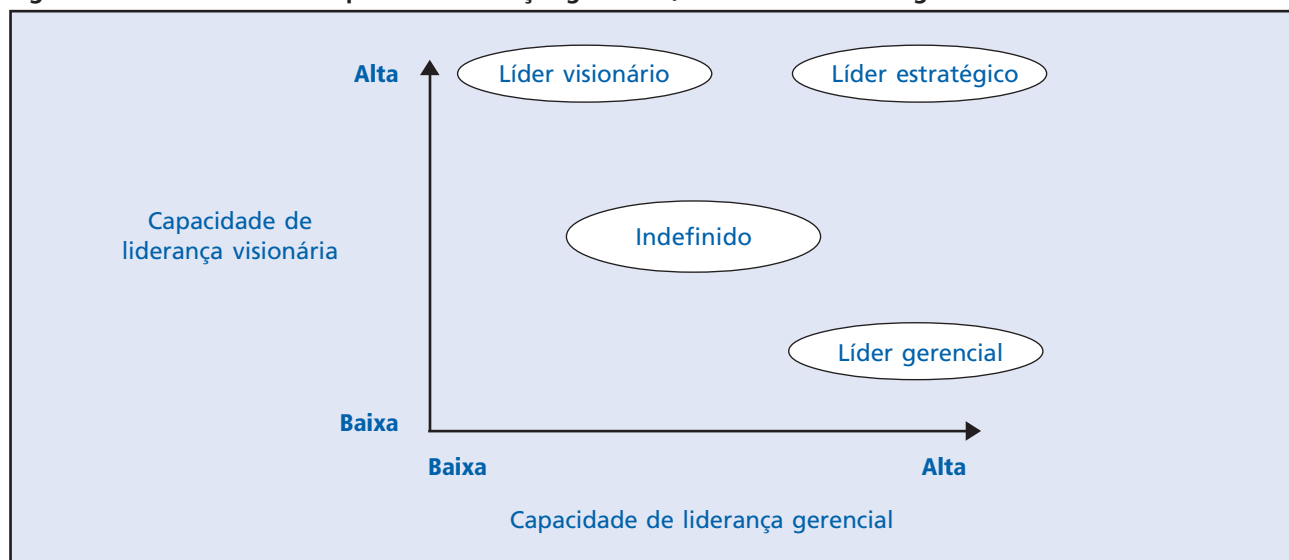 Alta
Líder visionário
Líder estratégico
Capacidade de
liderança visionária
Indefinido
Líder gerencial
Baixa
Baixa
Alta
Capacidade de liderança gerencial